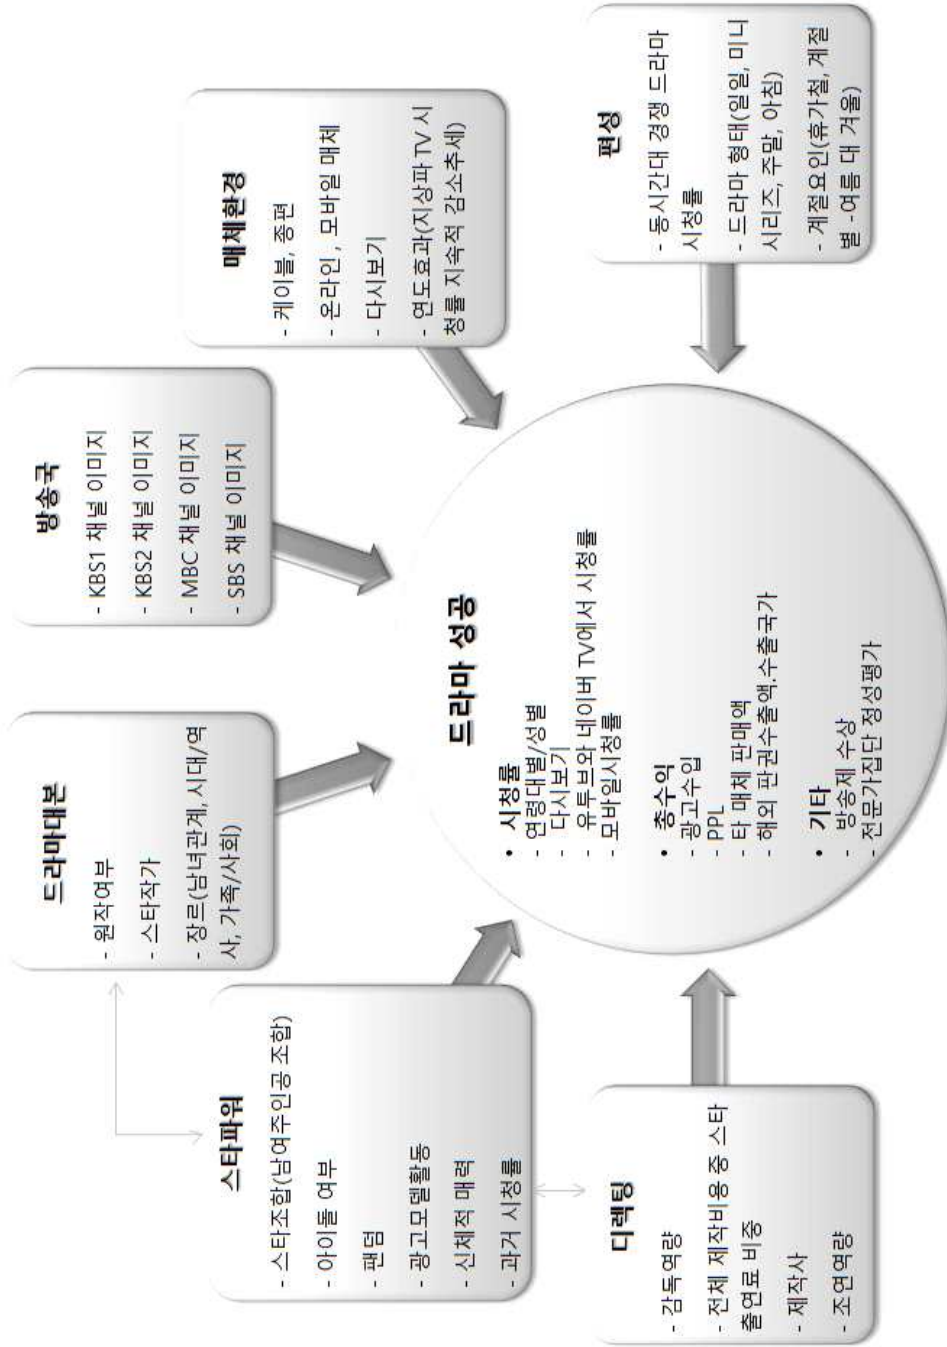 드라마대본
- 원작여부
- 스타작가
- 장르(남녀관계, 시대/역
사, 가족/사회)
방송국
- KBS1 채널 이미지
- KBS2 채널 이미지
- MBC 채널 이미지
- SBS 채널 이미지
스타파워
- 스타조합(남여주인공 조합)
- 아이돌 여부
- 팬덤
- 광고모델활동
- 신체적 매력
- 과거 시청률
매체환경
- 케이블, 종편
- 온라인 , 모바일 매체
- 다시보기
- 연도효과(지상파 TV 시
청률 지속적 감소추세)
드라마 성공
• 시청률
- 연령대별/성별
- 다시보기
- 유투브와 네이버 TV에서 시청률
- 모바일시청률
• 총수익
- 광고수입
- PPL
- 타 매체 판매액
- 해외 판권수출액.수출국가
• 기타
- 방송제 수상
- 전문가집단 정성평가
디렉팅
- 감독역량
- 전체 제작비용 중 스타
출연료 비중
- 제작사
- 조연역량
편성
- 동시간대 경쟁 드라마
시청률
- 드라마 형태(일일, 미니
시리즈, 주말, 아침)
- 계절요인(휴가철, 계절
별 -여름 대 겨울)